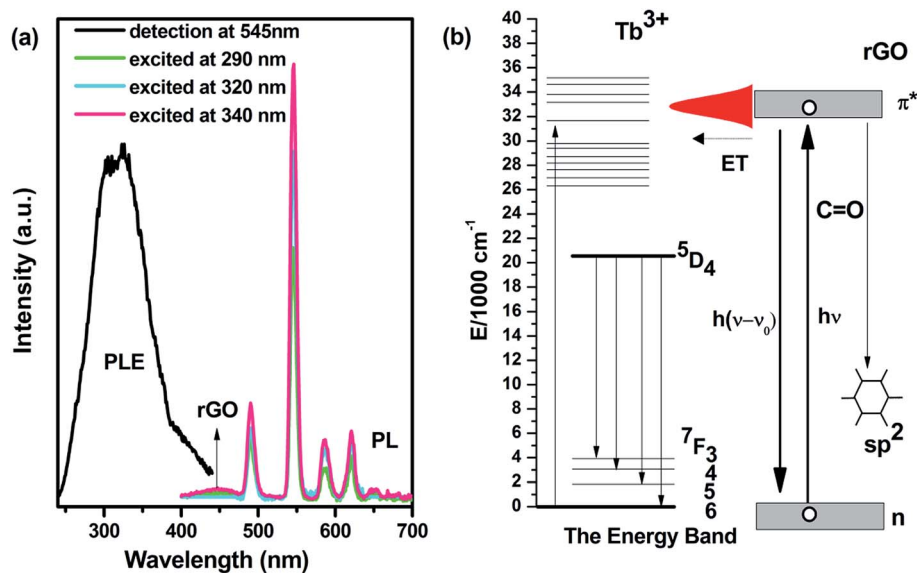 (a)
detection at 545nm
excited at 290 nm
excited at 320 nm
excited at 340 nm
Intensity (a.u.)
PLE
rGO
PL
300 400 500 600 700
Wavelength (nm)
(b)
Tb3+
rGO
E/1000 cm-1
40
38
36
34
32
30
28
26
24
22
20
18
16
14
12
10
8
6
4
2
0
π*
ET
C=O
5D4
h(ν−ν0)
hν
sp2
7F3
4
5
6
n
The Energy Band